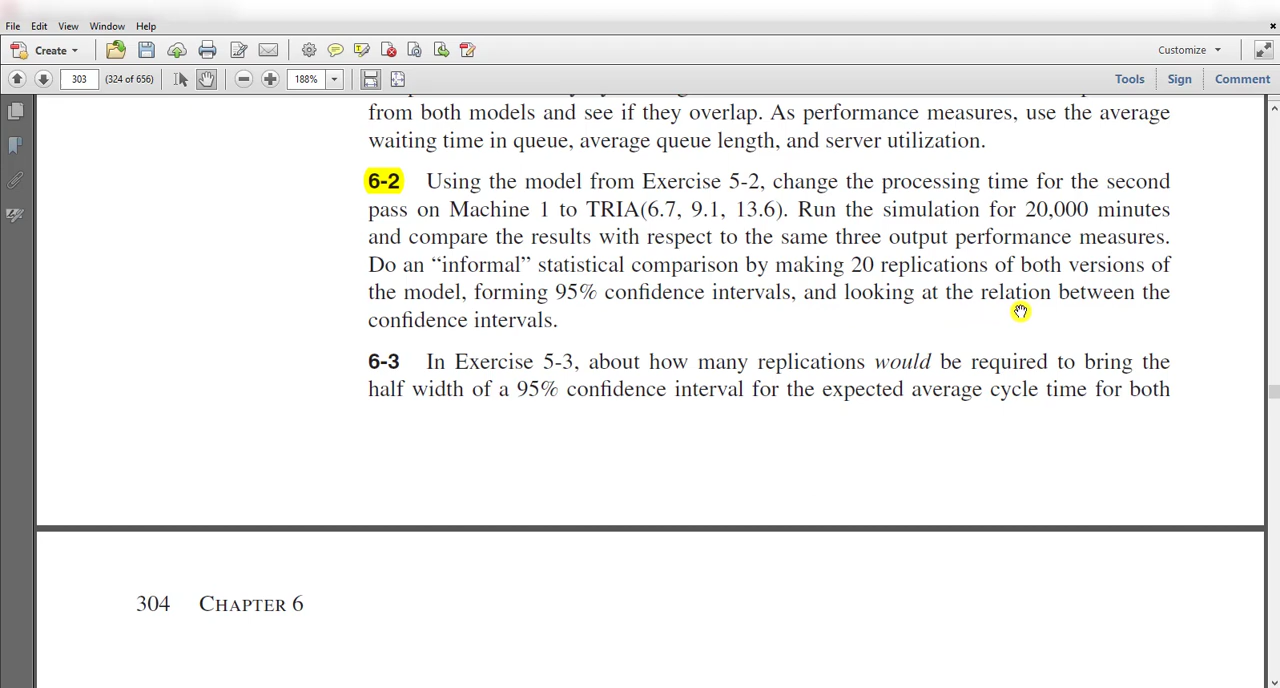 File Edit View Window Help
Create
Customize
303 (324 of 656) 188% Tools Sign Comment
from both models and see if they overlap. As performance measures, use the average
waiting time in queue, average queue length, and server utilization.
6-2 Using the model from Exercise 5-2, change the processing time for the second
pass on Machine 1 to TRIA(6.7, 9.1, 13.6). Run the simulation for 20,000 minutes
and compare the results with respect to the same three output performance measures.
Do an “informal” statistical comparison by making 20 replications of both versions of
the model, forming 95% confidence intervals, and looking at the relation between the
confidence intervals.
6-3 In Exercise 5-3, about how many replications would be required to bring the
half width of a 95% confidence interval for the expected average cycle time for both
304 CHAPTER 6